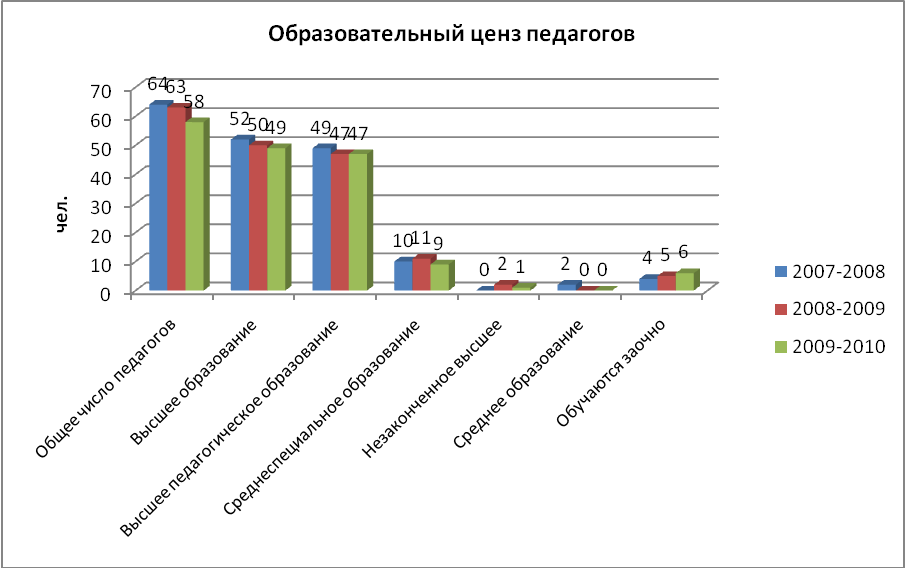 Образовательный ценз педагогов
чел.
70
60
50
40
30
20
10
0
64 63 58
52 50 49
49 47 47
10 11 9
0 2 1
2 0 0
4 5 6
Общее число педагогов
Высшее образование
Высшее педагогическое образование
Среднеспециальное образование
Незаконченное высшее
Среднее образование
Обучаются заочно
2007-2008
2008-2009
2009-2010